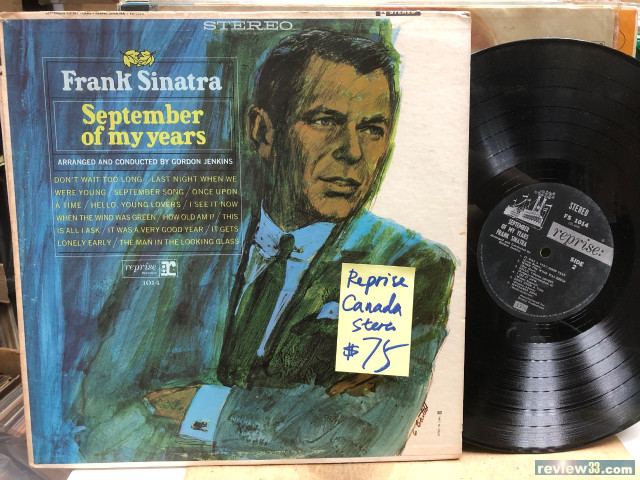 STEREO
Frank Sinatra
September
of my years
ARRANGED AND CONDUCTED BY GORDON JENKINS
DON'T WAIT TOO LONG / LAST NIGHT WHEN WE
WERE YOUNG / SEPTEMBER SONG / ONCE UPON
A TIME / HELLO, YOUNG LOVERS / I SEE IT NOW
WHEN THE WIND WAS GREEN / HOW OLD AM I? / THIS
IS ALL I ASK / IT WAS A VERY GOOD YEAR / IT GETS
LONELY EARLY / THE MAN IN THE LOOKING GLASS
reprise
1014
Reprise
Canada
Stereo
$75
STEREO
FS 1014
reprise:
SEPTEMBER
OF MY YEARS
FRANK SINATRA
SIDE
2
review33.com